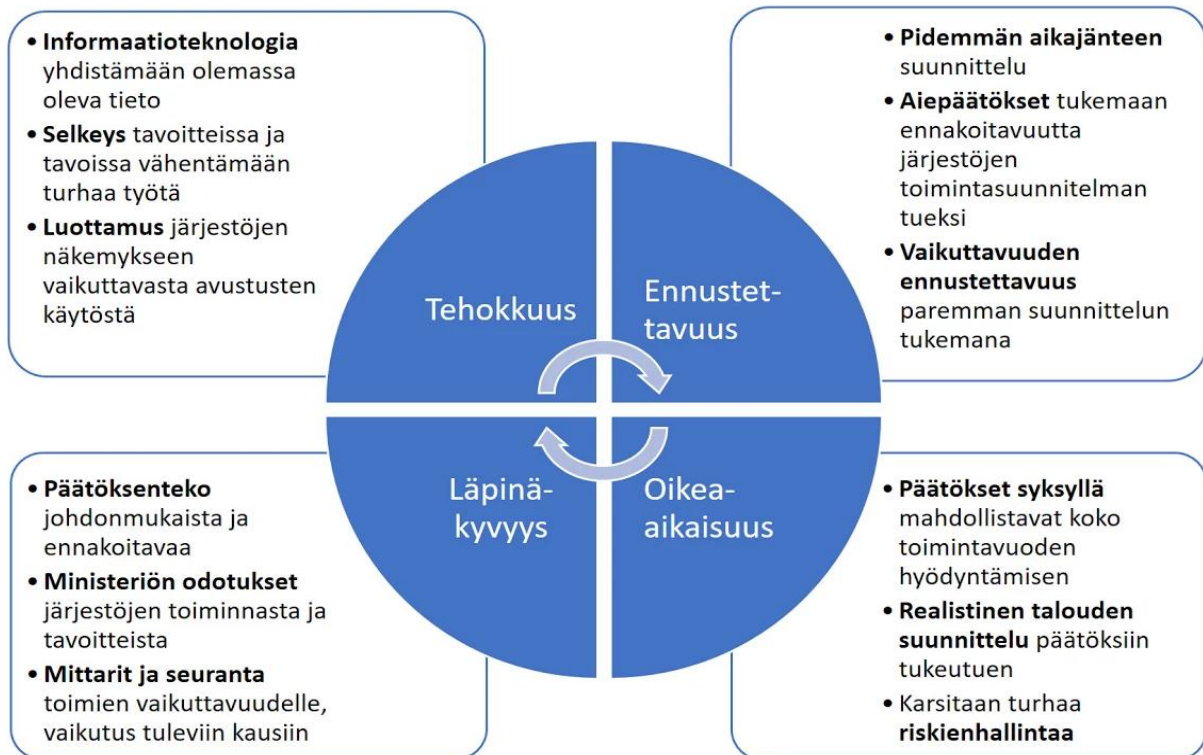 • Informaatioteknologia
yhdistämään olemassa
oleva tieto
• Selkeys tavoitteissa ja
tavoissa vähentämään
turhaa työtä
• Luottamus järjestöjen
näkemykseen
vaikuttavasta avustusten
käytöstä
• Pidemmän aikajänteen
suunnittelu
• Aiepäätökset tukemaan
ennakoitavuutta
järjestöjen
toimintasuunnitelman
tueksi
• Vaikuttavuuden
ennustettavuus
paremman suunnittelun
tukemana
Tehokkuus
Ennustet-
tavuus
Läpinä-
kyvyys
Oikea-
aikaisuus
• Päätöksenteko
johdonmukaista ja
ennakoitavaa
• Ministeriön odotukset
järjestöjen toiminnasta ja
tavoitteista
• Mittarit ja seuranta
toimien vaikuttavuudelle,
vaikutus tuleviin kausiin
• Päätökset syksyllä
mahdollistavat koko
toimintavuoden
hyödyntämisen
• Realistinen talouden
suunnittelu päätöksiin
tukeutuen
• Karsitaan turhaa
riskienhallintaa